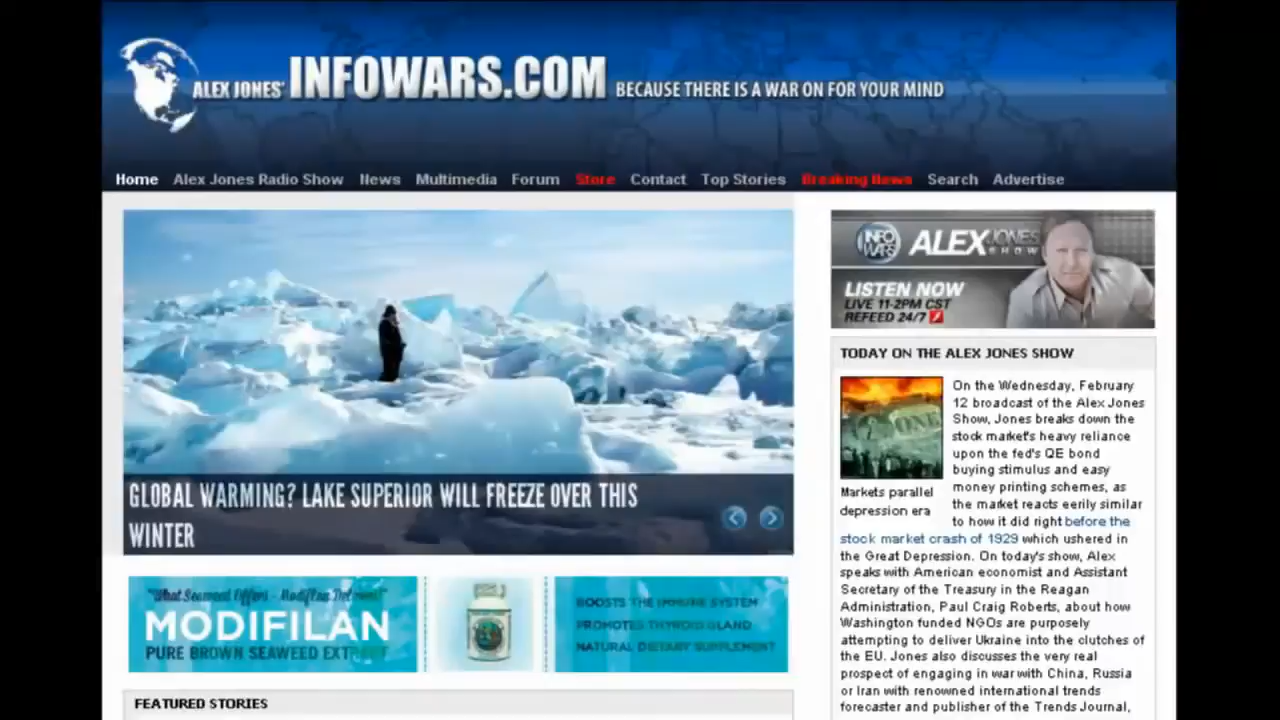 ALEX JONES' INFOWARS.COM BECAUSE THERE IS A WAR ON FOR YOUR MIND
Home Alex Jones Radio Show News Multimedia Forum Store Contact Top Stories Breaking News Search Advertise
GLOBAL WARMING? LAKE SUPERIOR WILL FREEZE OVER THIS
WINTER
"What Seaweed Offers - Modifilan Delivers!"
MODIFILAN
PURE BROWN SEAWEED EXTRACT
BOOSTS THE IMMUNE SYSTEM
PROMOTES THYROID GLAND
NATURAL DIETARY SUPPLEMENT
FEATURED STORIES
INFO
WARS
ALEX JONES
SHOW
LISTEN NOW
LIVE 11-2PM CST
REFEED 24/7
TODAY ON THE ALEX JONES SHOW
Markets parallel
depression era
On the Wednesday, February
12 broadcast of the Alex Jones
Show, Jones breaks down the
stock market's heavy reliance
upon the fed's QE bond
buying stimulus and easy
money printing schemes, as
the market reacts eerily similar
to how it did right before the
stock market crash of 1929 which ushered in
the Great Depression. On today's show, Alex
speaks with American economist and Assistant
Secretary of the Treasury in the Reagan
Administration, Paul Craig Roberts, about how
Washington funded NGOs are purposely
attempting to deliver Ukraine into the clutches of
the EU. Jones also discusses the very real
prospect of engaging in war with China, Russia
or Iran with renowned international trends
forecaster and publisher of the Trends Journal,